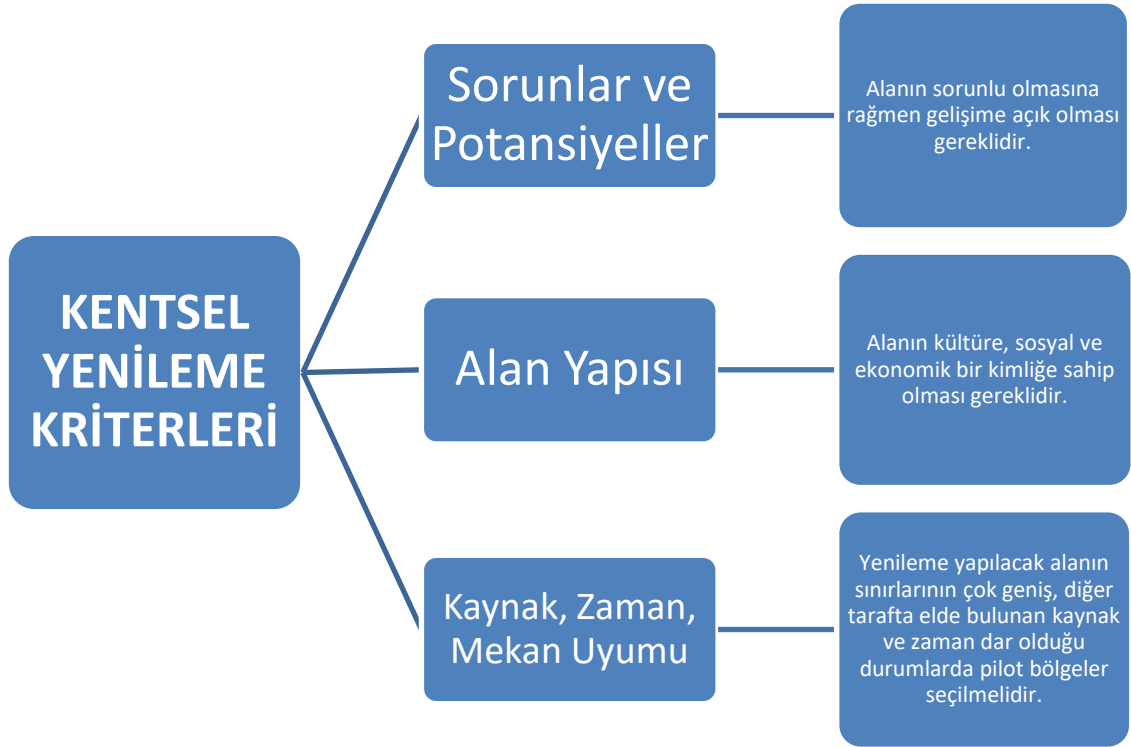 KENTSEL
YENİLEME
KRİTERLERİ
Sorunlar ve
Potansiyeller
Alanın sorunlu olmasına
rağmen gelişime açık olması
gereklidir.
Alan Yapısı
Alanın kültüre, sosyal ve
ekonomik bir kimliğe sahip
olması gereklidir.
Kaynak, Zaman,
Mekan Uyumu
Yenileme yapılacak alanın
sınırlarının çok geniş, diğer
tarafta elde bulunan kaynak
ve zaman dar olduğu
durumlarda pilot bölgeler
seçilmelidir.